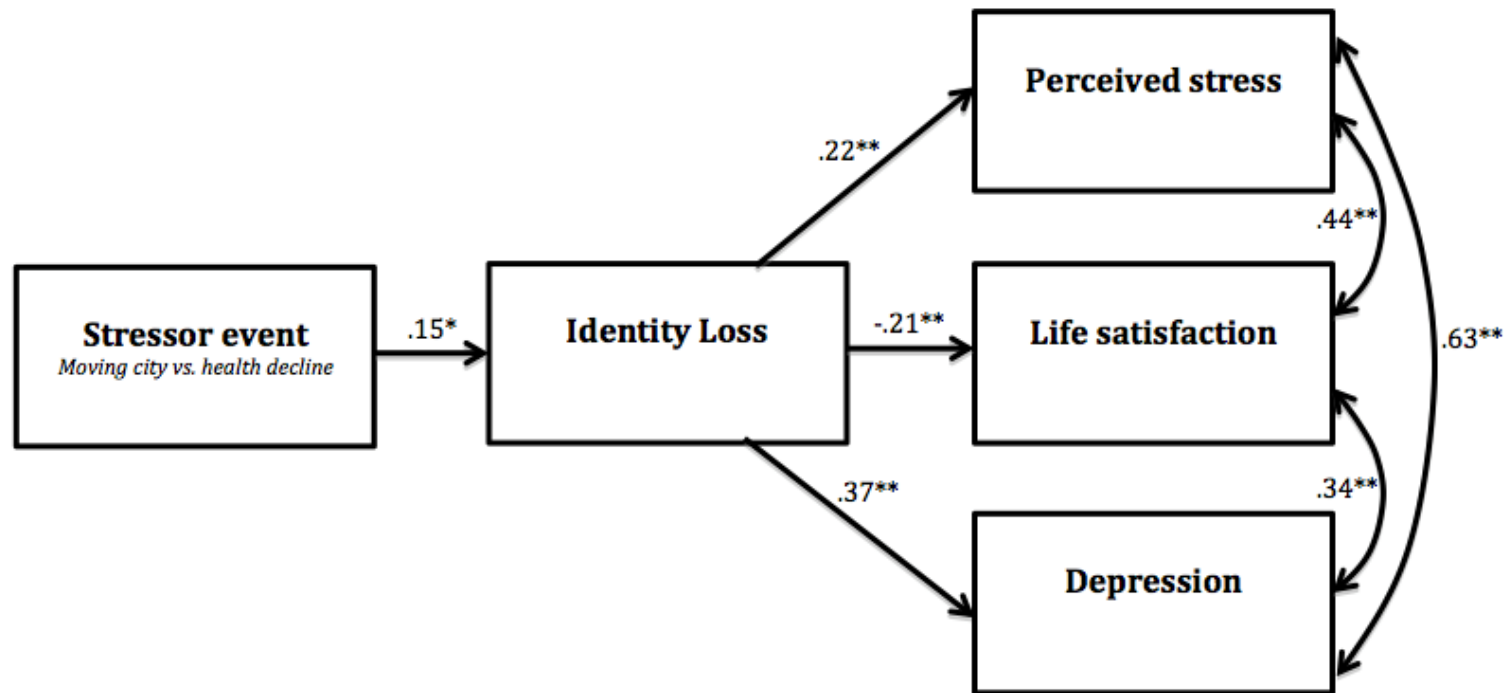 Perceived stress
.22**
.44**
Stressor event
Moving city vs. health decline
.15*
Identity Loss
-.21**
Life satisfaction
.63**
.37**
.34**
Depression